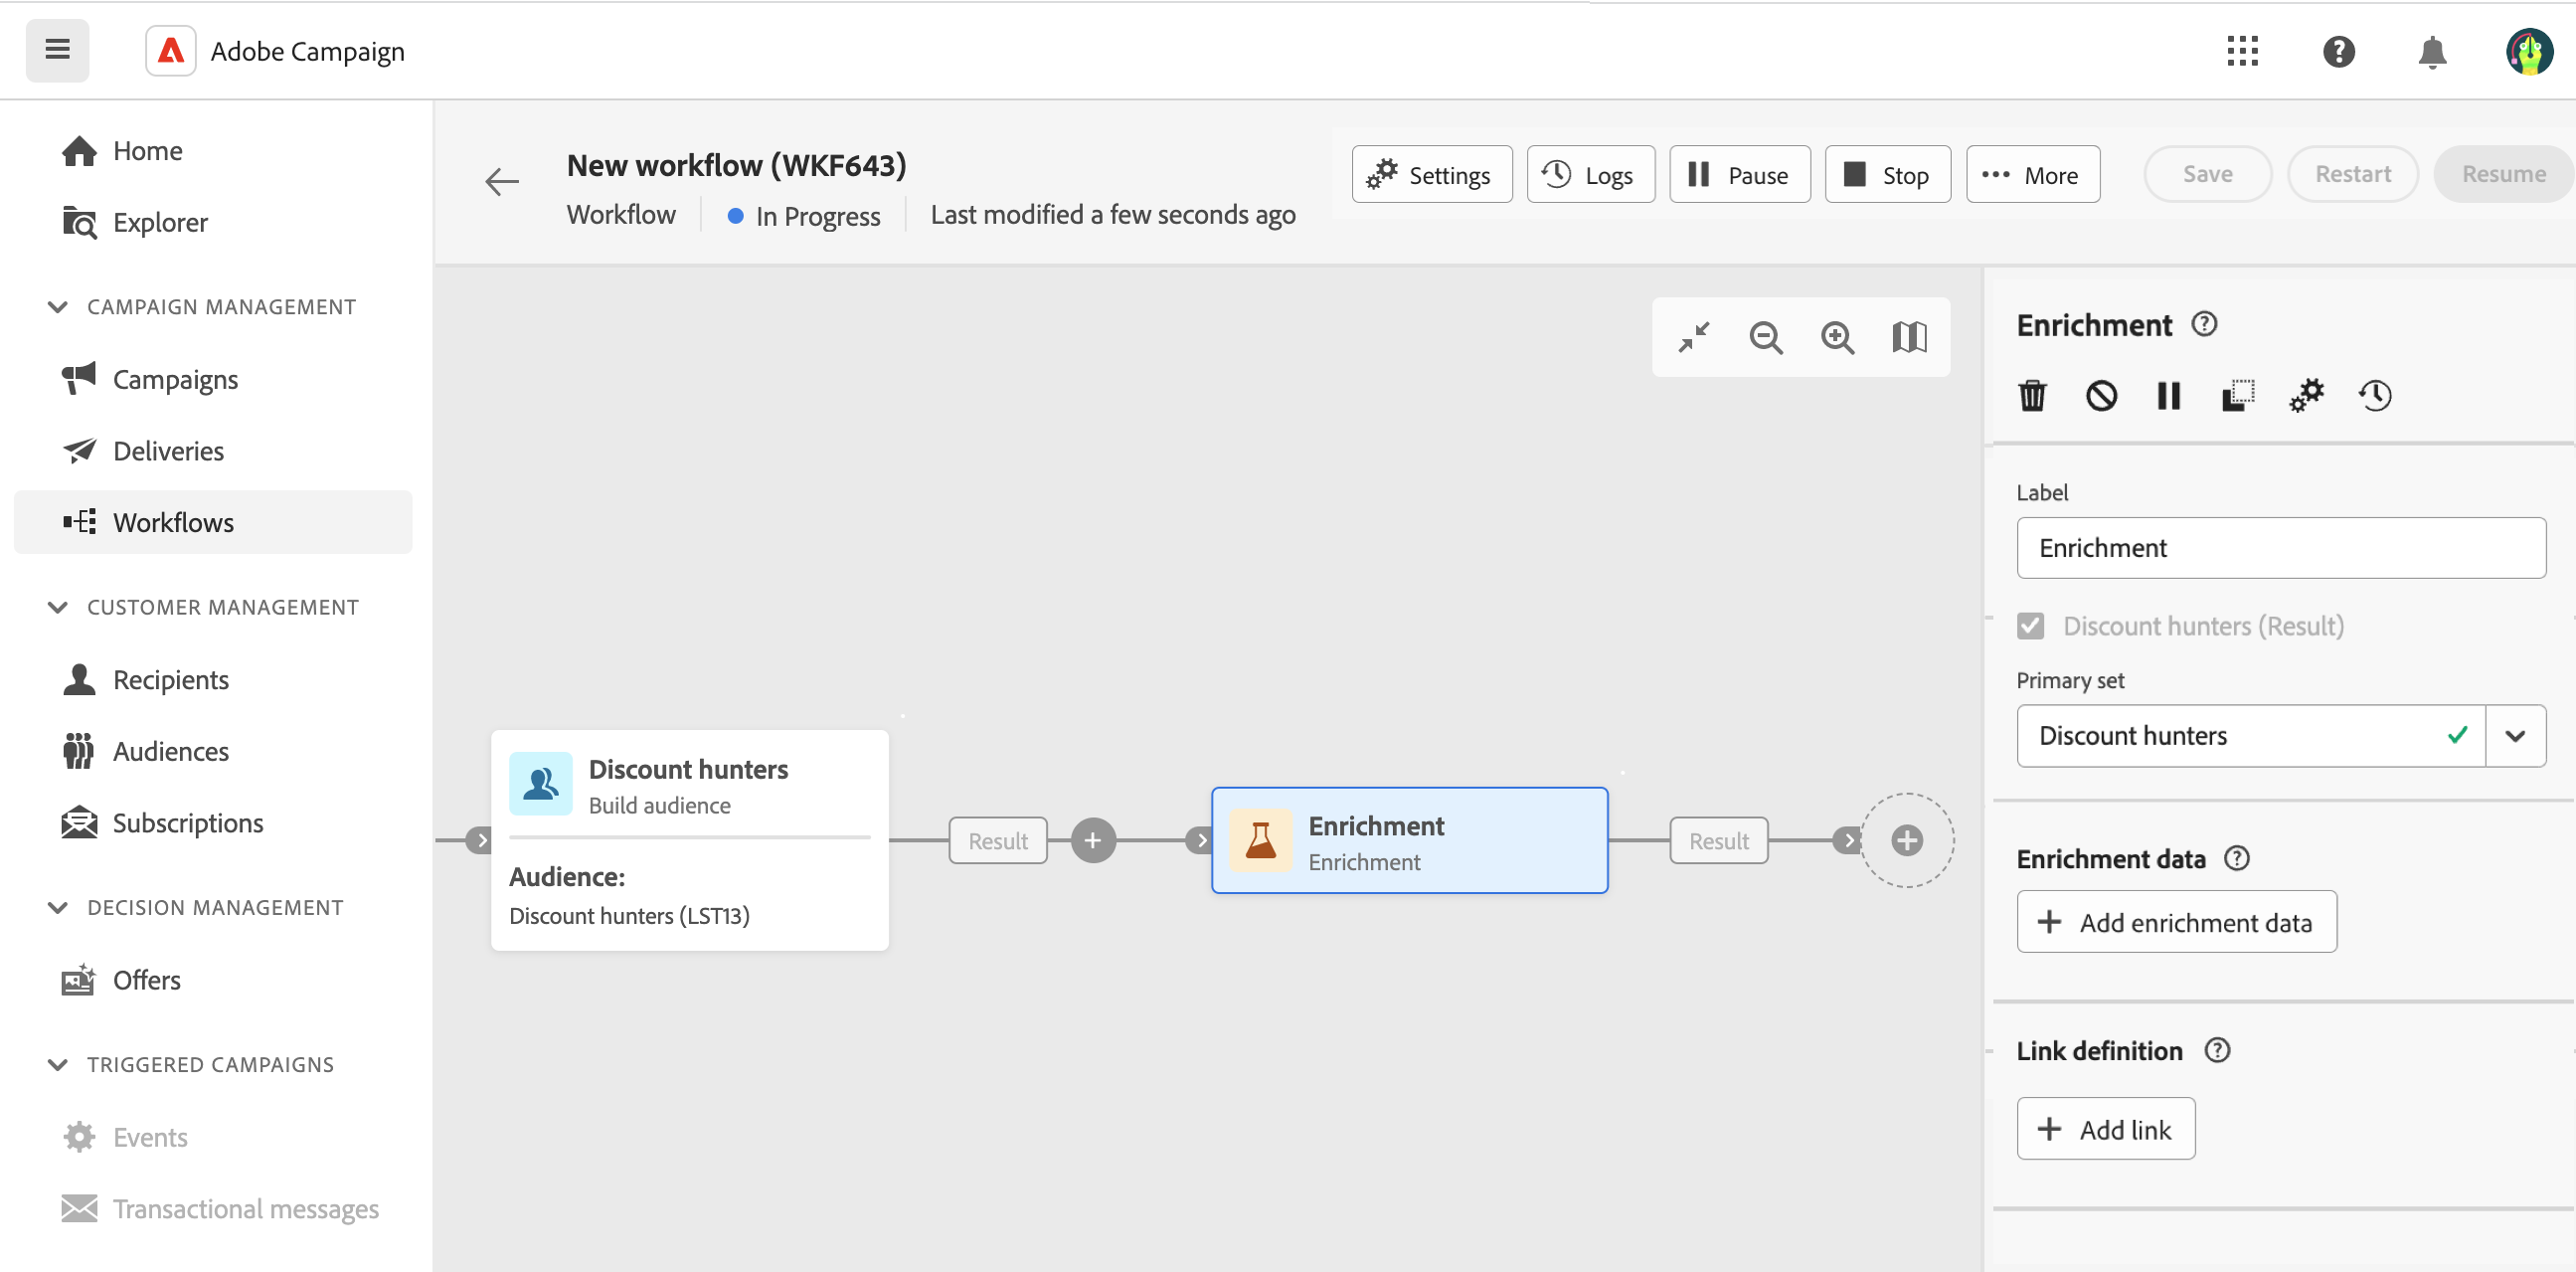 Adobe Campaign
Home
Explorer
CAMPAIGN MANAGEMENT
Campaigns
Deliveries
Workflows
CUSTOMER MANAGEMENT
Recipients
Audiences
Subscriptions
DECISION MANAGEMENT
Offers
TRIGGERED CAMPAIGNS
Events
Transactional messages
New workflow (WKF643)
Workflow In Progress Last modified a few seconds ago
Settings Logs Pause Stop More Save Restart Resume
Discount hunters
Build audience
Audience:
Discount hunters (LST13)
Result
Enrichment
Enrichment
Result
Enrichment
Label
Enrichment
Discount hunters (Result)
Primary set
Discount hunters
Enrichment data
Add enrichment data
Link definition
Add link